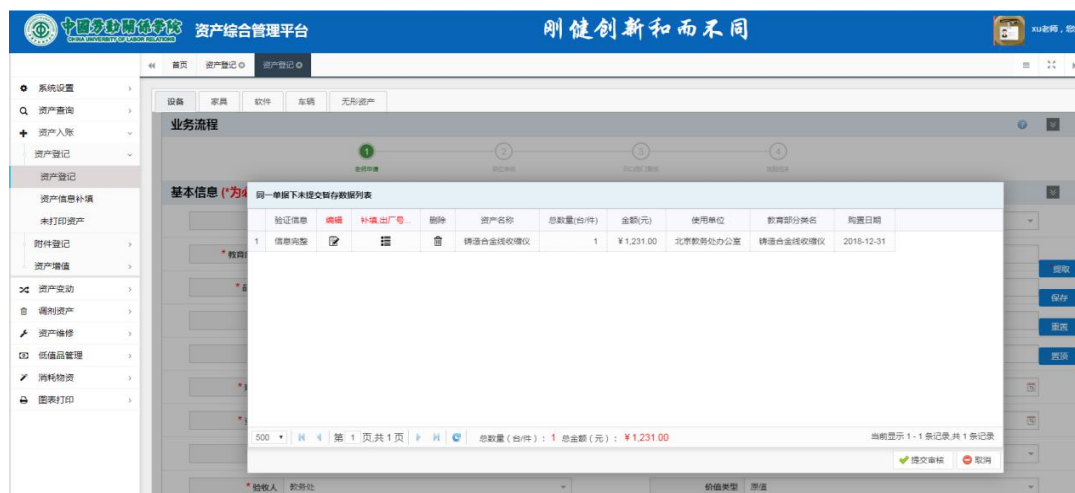 中国劳动关系学院 资产综合管理平台 刚健创新和而不同 xu老师，您
CHINA UNIVERSITY OF LABOR RELATIONS
首页 资产登记 资产登记
系统设置
资产查询
资产入账
资产登记
资产登记
资产信息补填
未打印资产
附件登记
资产增值
资产变动
调剂资产
资产维修
低值品管理
消耗物资
图表打印
设备 家具 软件 车辆 无形资产
业务流程
1 2 3 4
老师申请
基本信息 (*为必
* 教育
提取
保存
重置
置顶
同一单据下未提交暂存数据列表
验证信息 编辑 补填,出厂号... 删除 资产名称 总数量(台/件) 金额(元) 使用单位 教育部分类名 购置日期
1 信息完整 铸造合金线收缩仪 1 ¥1,231.00 北京教务处办公室 铸造合金线收缩仪 2018-12-31
500 第 1 页,共 1 页 总数量（台/件）: 1 总金额（元）: ¥1,231.00 当前显示 1 - 1 条记录,共 1 条记录
提交审核 取消
* 验收人 教务处 价值类型 原值